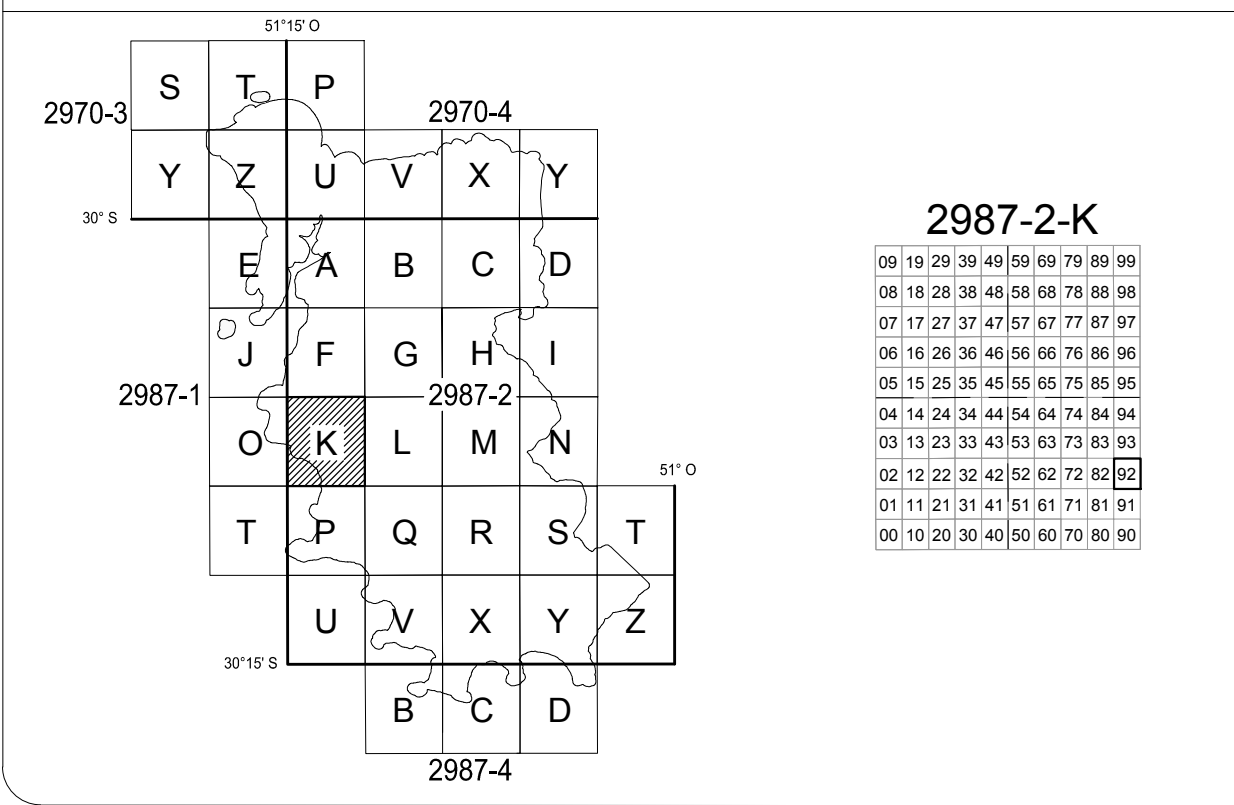 51°15' O
S T P
2970-3 2970-4
Y Z U V X Y
30° S
E A B C D
J F G H I
2987-1 2987-2
O K L M N
51° O
T P Q R S T
U V X Y Z
30°15' S
B C D
2987-4
2987-2-K
09 19 29 39 49 59 69 79 89 99
08 18 28 38 48 58 68 78 88 98
07 17 27 37 47 57 67 77 87 97
06 16 26 36 46 56 66 76 86 96
05 15 25 35 45 55 65 75 85 95
04 14 24 34 44 54 64 74 84 94
03 13 23 33 43 53 63 73 83 93
02 12 22 32 42 52 62 72 82 92
01 11 21 31 41 51 61 71 81 91
00 10 20 30 40 50 60 70 80 90